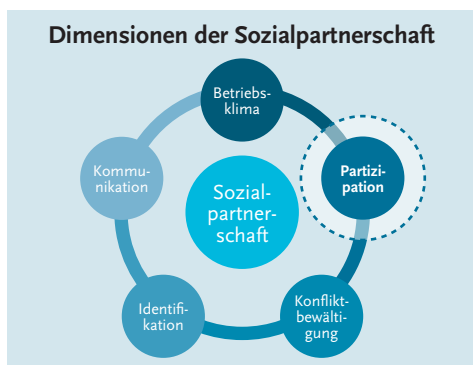 Dimensionen der Sozialpartnerschaft
Betriebs-
klima
Partizi-
pation
Konflikt-
bewälti-
gung
Identifi-
kation
Kommu-
nikation
Sozial-
partner-
schaft